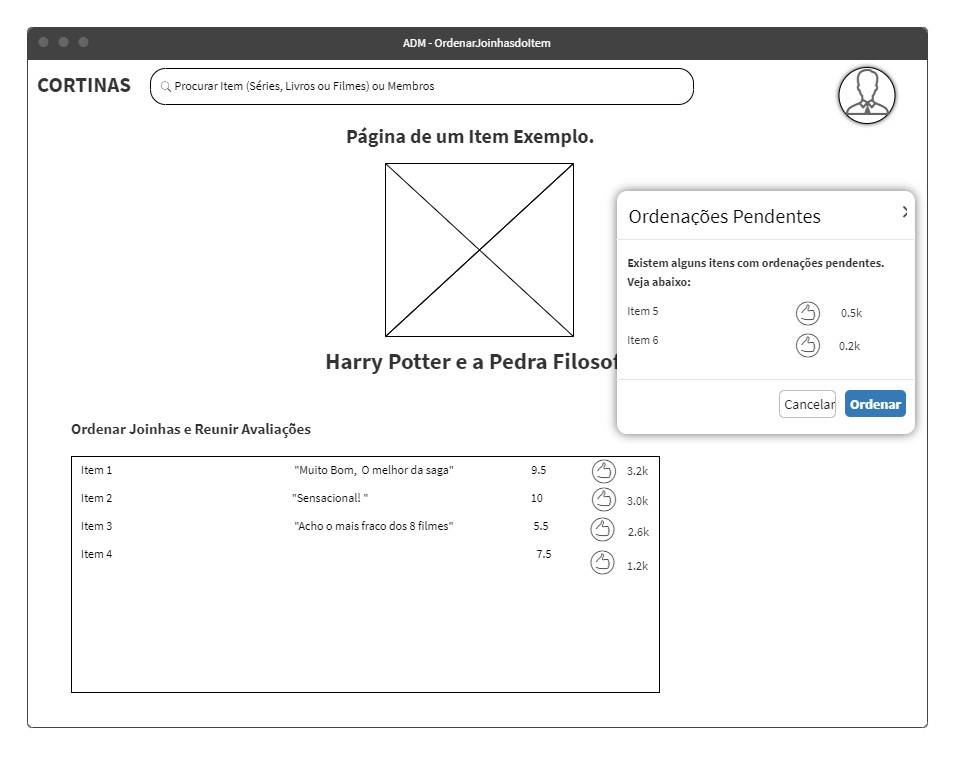 ADM - OrdenarJoinhasdoItem
CORTINAS
Procurar Item (Séries, Livros ou Filmes) ou Membros
Página de um Item Exemplo.
Ordenações Pendentes
Existem alguns itens com ordenações pendentes.
Veja abaixo:
Item 5 0.5k
Item 6 0.2k
Cancelar Ordenar
Harry Potter e a Pedra Filosof
Ordenar Joinhas e Reunir Avaliações
Item 1 "Muito Bom, O melhor da saga" 9.5 3.2k
Item 2 "Sensacional! " 10 3.0k
Item 3 "Acho o mais fraco dos 8 filmes" 5.5 2.6k
Item 4 7.5 1.2k